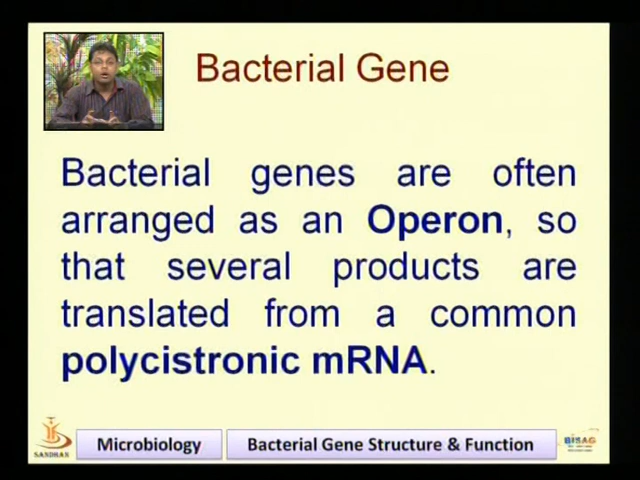 Bacterial Gene
Bacterial genes are often
arranged as an Operon, so
that several products are
translated from a common
polycistronic mRNA.
SANDHAN
Microbiology
Bacterial Gene Structure & Function
BISAG